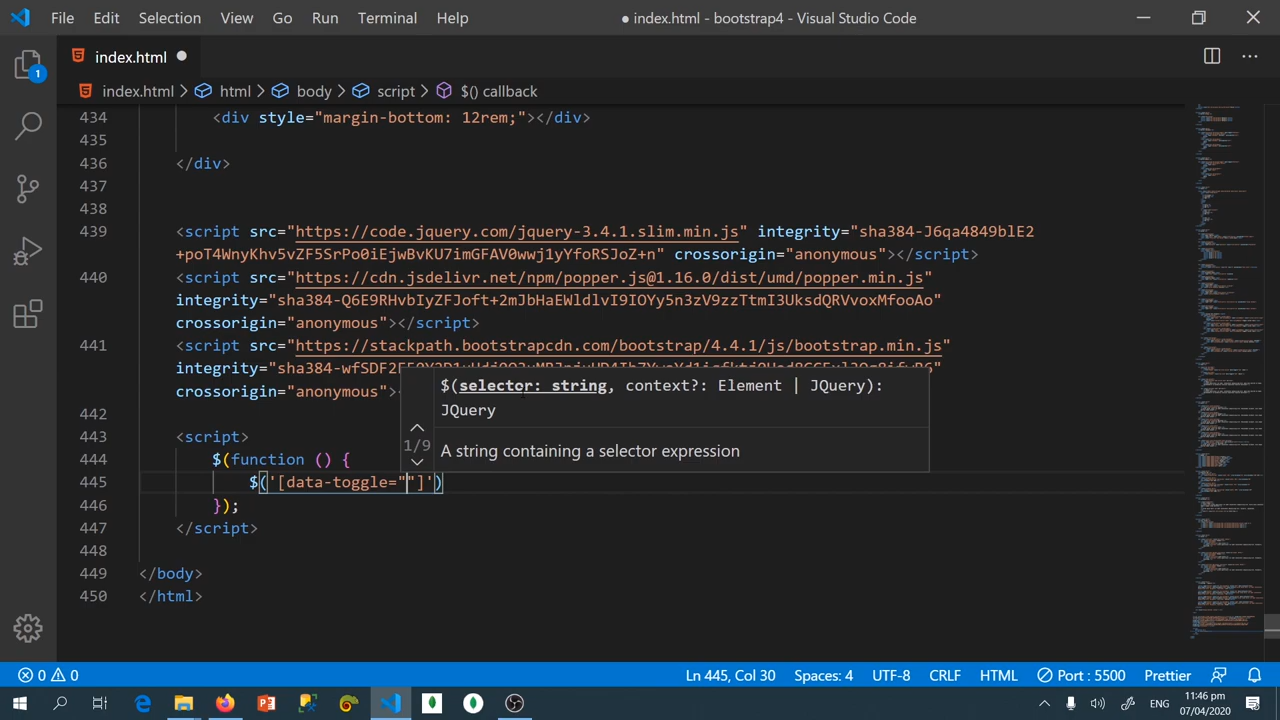 File Edit Selection View Go Run Terminal Help ● index.html - bootstrap4 - Visual Studio Code
1
index.html ●
index.html > html > body > script > $() callback
434 <div style="margin-bottom: 12rem;"></div>
435
436 </div>
437
438
439 <script src="https://code.jquery.com/jquery-3.4.1.slim.min.js" integrity="sha384-J6qa4849blE2
+poT4WnyKhv5vZF5SrPo0iEjwBvKU7imGFAV0wwj1yYfoRSJoZ+n" crossorigin="anonymous"></script>
440 <script src="https://cdn.jsdelivr.net/npm/popper.js@1.16.0/dist/umd/popper.min.js"
integrity="sha384-Q6E9RHvbIyZFJoft+2mJbHaEWldlvI9IOYy5n3zV9zzTtmI3UksdQRVvoxMfooAo"
crossorigin="anonymous"></script>
441 <script src="https://stackpath.bootstrapcdn.com/bootstrap/4.4.1/js/bootstrap.min.js"
integrity="sha384-wfSDF2
crossorigin="anonymous">
$(selector: string, context?: Element | JQuery):
JQuery
1/9
A string containing a selector expression
442
443 <script>
444 $(function () {
445 $('[data-toggle=""]')
446 });
447 </script>
448
449 </body>
450 </html>
0 0 Ln 445, Col 30 Spaces: 4 UTF-8 CRLF HTML Port : 5500 Prettier
ENG 11:46 pm
07/04/2020